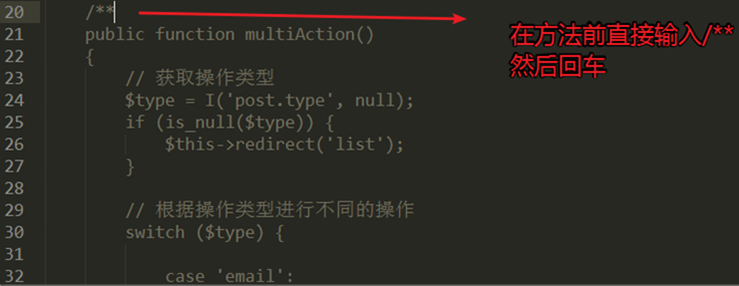 20 /**
在方法前直接输入/**
然后回车
21 public function multiAction()
22 {
23 // 获取操作类型
24 $type = I('post.type', null);
25 if (is_null($type)) {
26 $this->redirect('list');
27 }
28
29 // 根据操作类型进行不同的操作
30 switch ($type) {
31
32 case 'email':